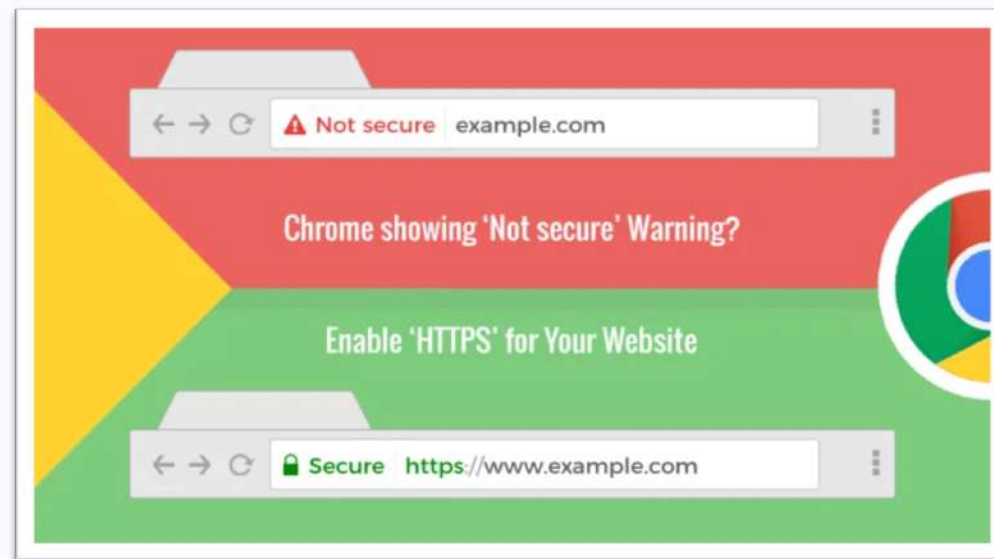 Not secure example.com
Chrome showing ‘Not secure’ Warning?
Enable ‘HTTPS’ for Your Website
Secure https://www.example.com